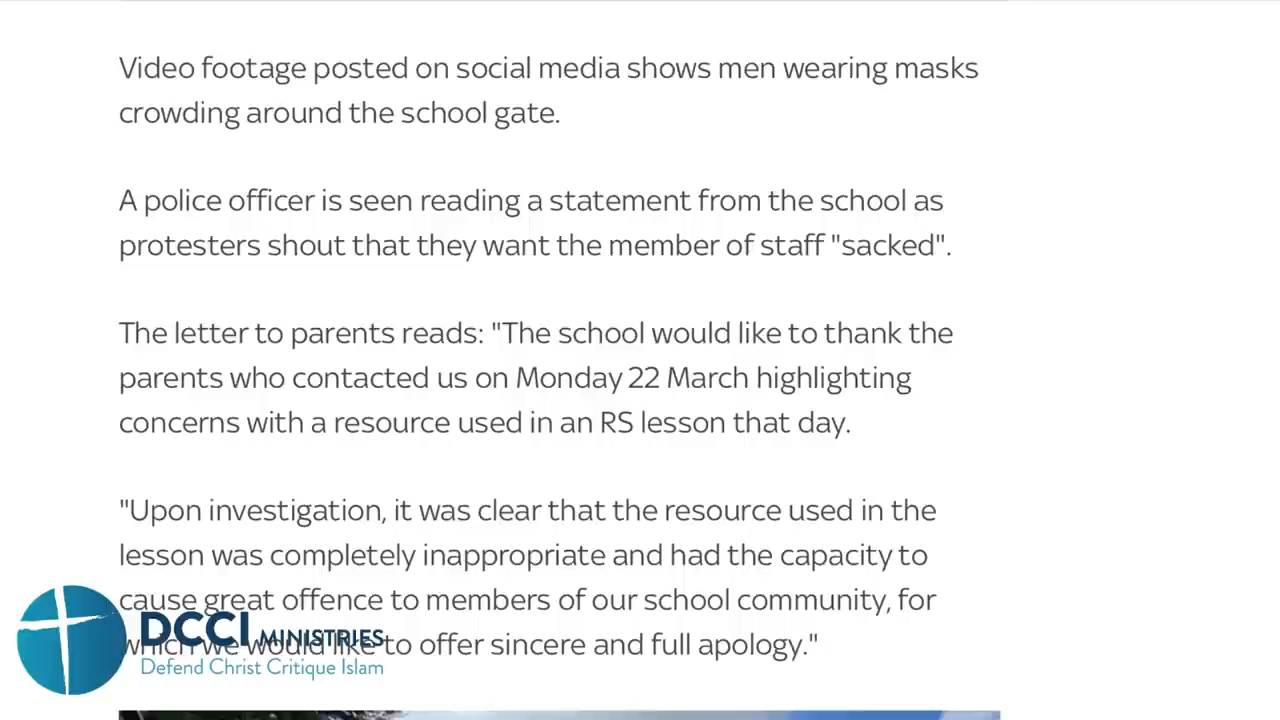 Video footage posted on social media shows men wearing masks
crowding around the school gate.
A police officer is seen reading a statement from the school as
protesters shout that they want the member of staff "sacked".
The letter to parents reads: "The school would like to thank the
parents who contacted us on Monday 22 March highlighting
concerns with a resource used in an RS lesson that day.
"Upon investigation, it was clear that the resource used in the
lesson was completely inappropriate and had the capacity to
cause great offence to members of our school community, for
which we would like to offer sincere and full apology."
DCCI MINISTRIES
Defend Christ Critique Islam